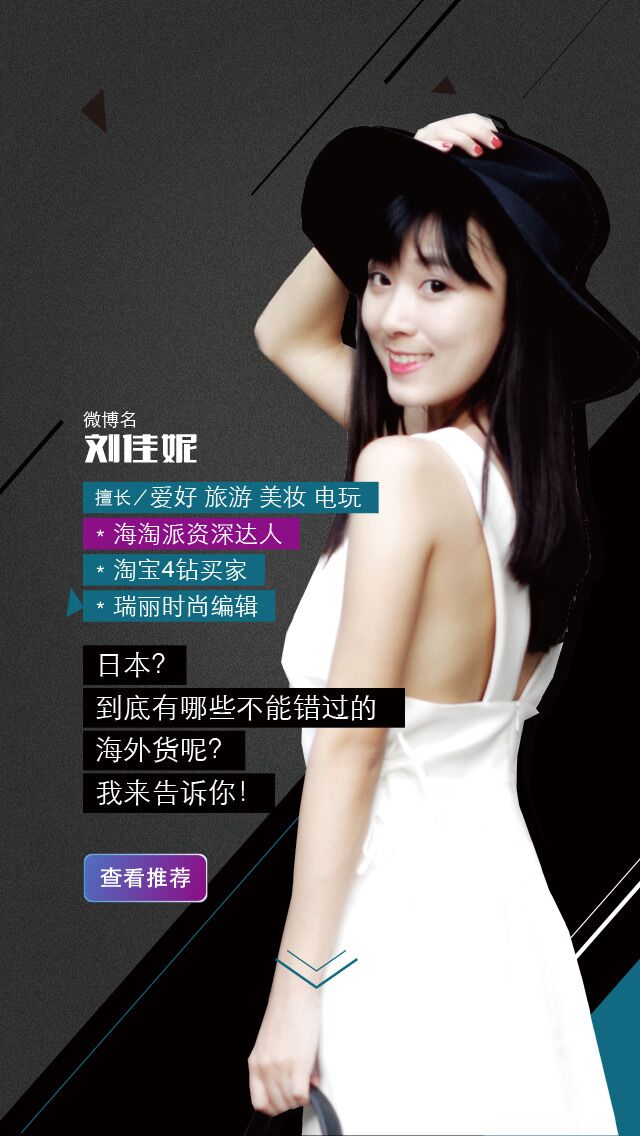 微博名
刘佳妮
擅长／爱好 旅游 美妆 电玩
* 海淘派资深达人
* 淘宝4钻买家
* 瑞丽时尚编辑
日本？
到底有哪些不能错过的
海外货呢？
我来告诉你！
查看推荐